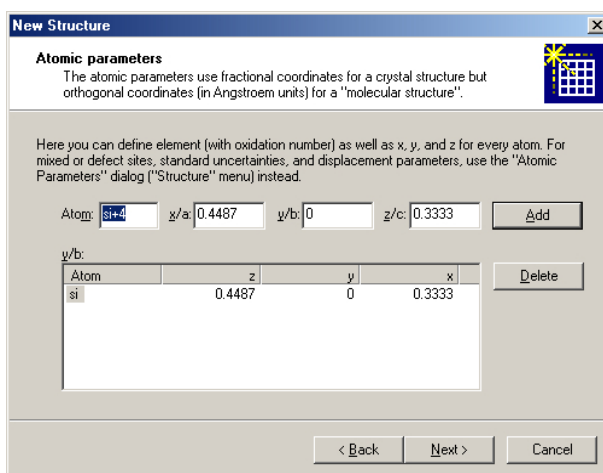 New Structure
Atomic parameters
The atomic parameters use fractional coordinates for a crystal structure but
orthogonal coordinates (in Angstroem units) for a "molecular structure".
Here you can define element (with oxidation number) as well as x, y, and z for every atom. For
mixed or defect sites, standard uncertainties, and displacement parameters, use the "Atomic
Parameters" dialog ("Structure" menu) instead.
Atom: si+4 x/a: 0.4487 y/b: 0 z/c: 0.3333 Add
y/b:
Atom z y x Delete
si 0.4487 0 0.3333
< Back Next > Cancel